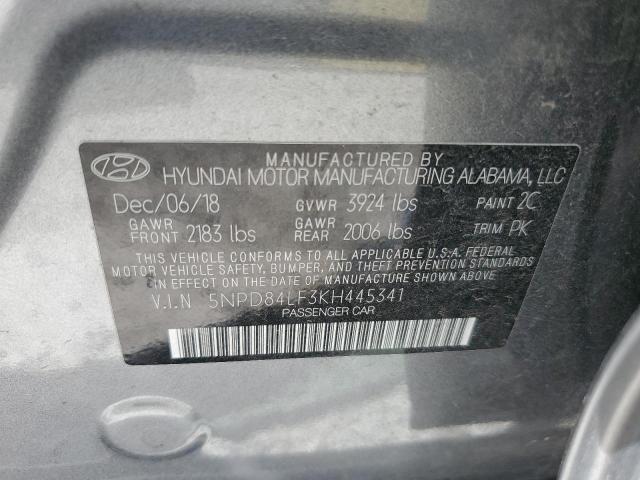 MANUFACTURED BY
HYUNDAI MOTOR MANUFACTURING ALABAMA, LLC
Dec/06/18 GVWR 3924 lbs PAINT 2C
GAWR FRONT 2183 lbs GAWR REAR 2006 lbs TRIM PK
THIS VEHICLE CONFORMS TO ALL APPLICABLE U.S.A. FEDERAL
MOTOR VEHICLE SAFETY, BUMPER, AND THEFT PREVENTION STANDARDS
IN EFFECT ON THE DATE OF MANUFACTURE SHOWN ABOVE.
V.I.N 5NPD84LF3KH445341
PASSENGER CAR